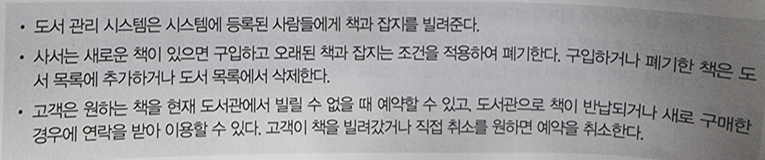 • 도서 관리 시스템은 시스템에 등록된 사람들에게 책과 잡지를 빌려준다.
• 사서는 새로운 책이 있으면 구입하고 오래된 책과 잡지는 조건을 적용하여 폐기한다. 구입하거나 폐기한 책은 도
서 목록에 추가하거나 도서 목록에서 삭제한다.
• 고객은 원하는 책을 현재 도서관에서 빌릴 수 없을 때 예약할 수 있고, 도서관으로 책이 반납되거나 새로 구매한
경우에 연락을 받아 이용할 수 있다. 고객이 책을 빌려갔거나 직접 취소를 원하면 예약을 취소한다.